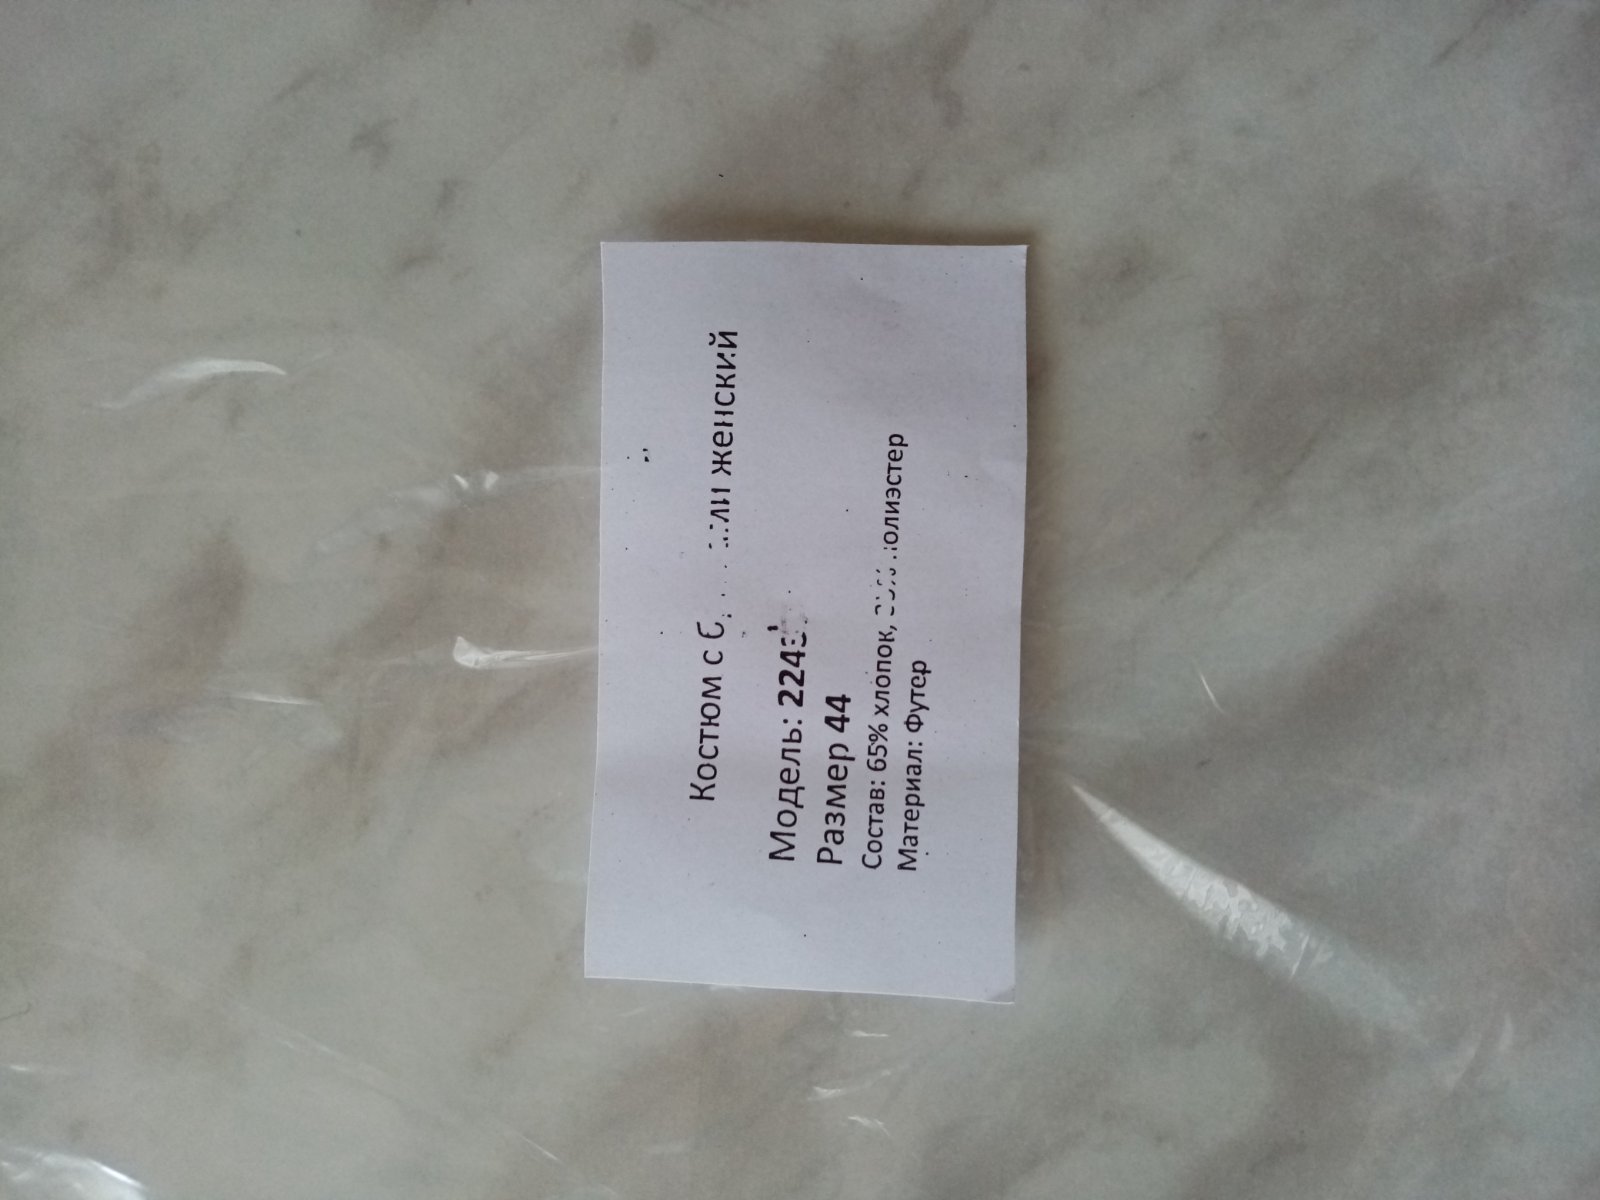 Костюм с женский
Модель:
Размер 44
Состав: 65% хлопок,
Материал: Футер